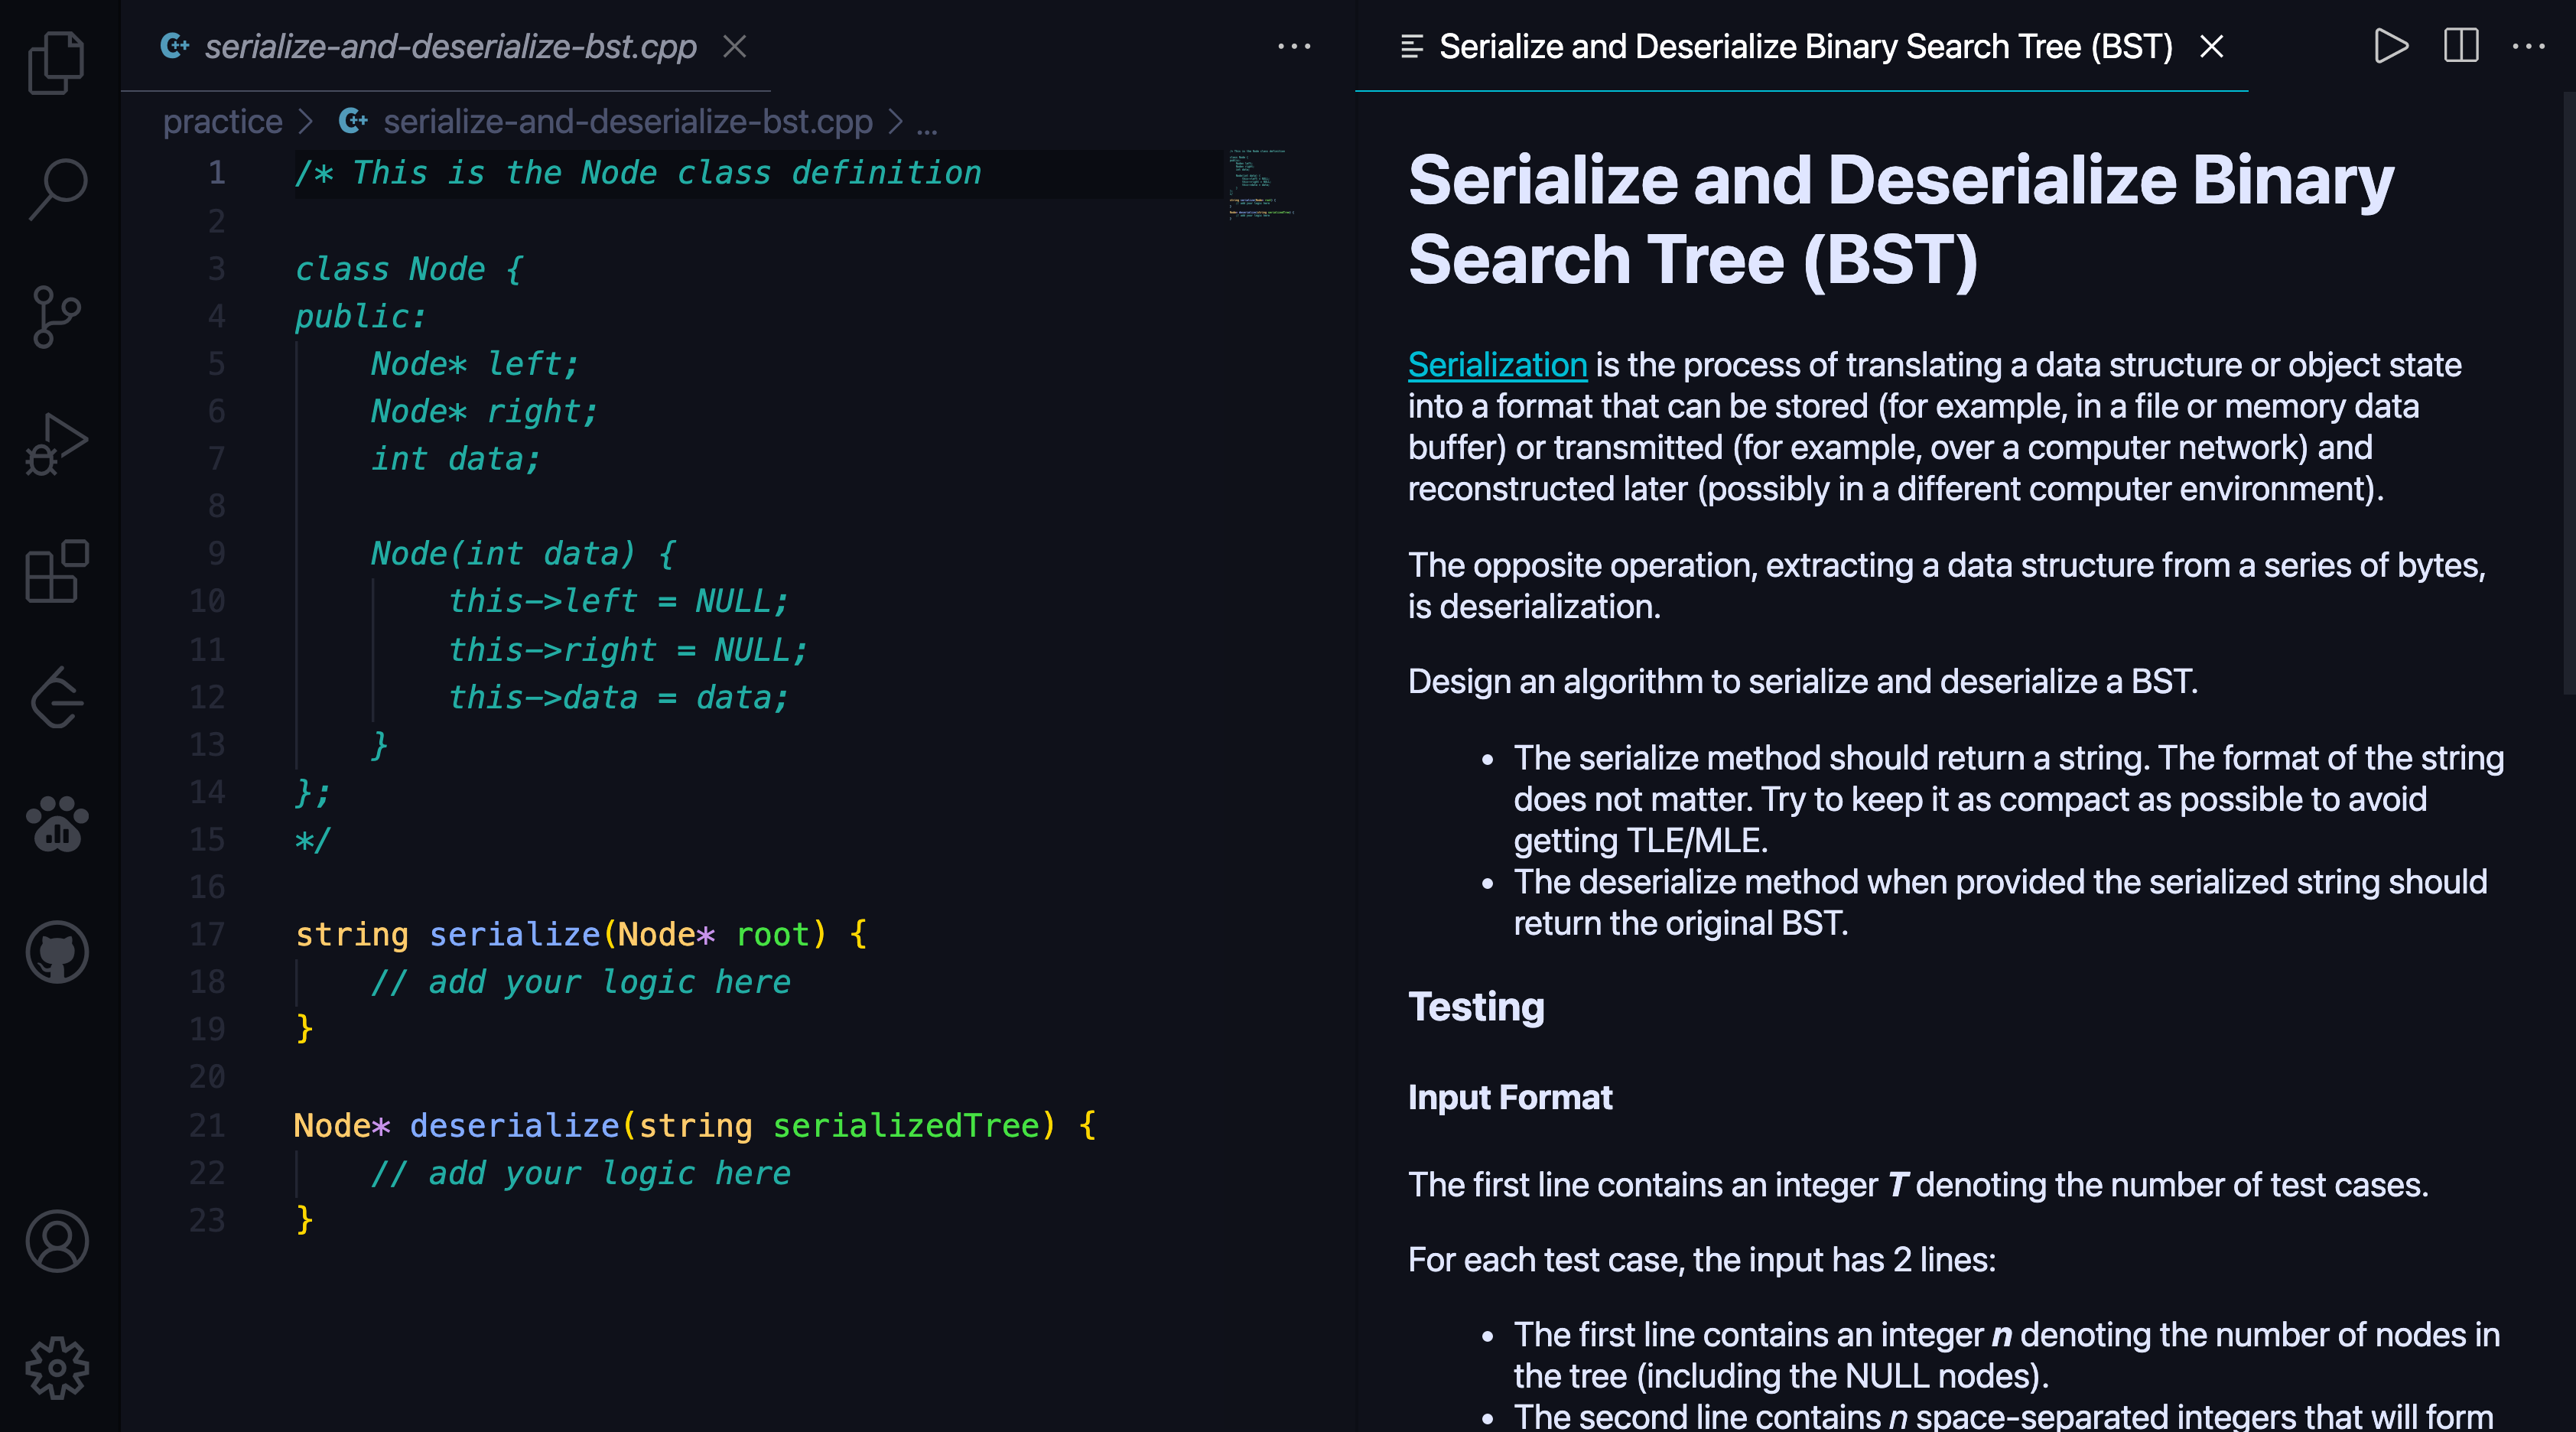 serialize-and-deserialize-bst.cpp
practice > serialize-and-deserialize-bst.cpp > ...
1 /* This is the Node class definition
2
3 class Node {
4 public:
5 Node* left;
6 Node* right;
7 int data;
8
9 Node(int data) {
10 this->left = NULL;
11 this->right = NULL;
12 this->data = data;
13 }
14 };
15 */
16
17 string serialize(Node* root) {
18 // add your logic here
19 }
20
21 Node* deserialize(string serializedTree) {
22 // add your logic here
23 }
Serialize and Deserialize Binary Search Tree (BST)
Serialize and Deserialize Binary
Search Tree (BST)
Serialization is the process of translating a data structure or object state
into a format that can be stored (for example, in a file or memory data
buffer) or transmitted (for example, over a computer network) and
reconstructed later (possibly in a different computer environment).
The opposite operation, extracting a data structure from a series of bytes,
is deserialization.
Design an algorithm to serialize and deserialize a BST.
• The serialize method should return a string. The format of the string
does not matter. Try to keep it as compact as possible to avoid
getting TLE/MLE.
• The deserialize method when provided the serialized string should
return the original BST.
Testing
Input Format
The first line contains an integer T denoting the number of test cases.
For each test case, the input has 2 lines:
• The first line contains an integer n denoting the number of nodes in
the tree (including the NULL nodes).
• The second line contains n space-separated integers that will form